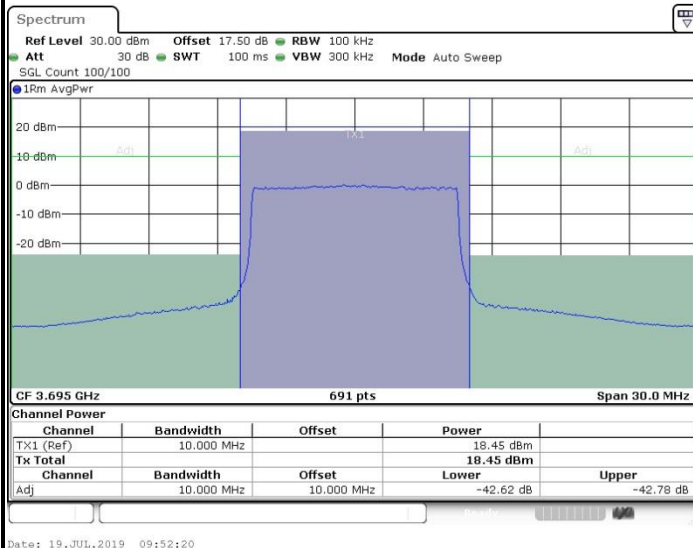 Spectrum
Ref Level 30.00 dBm Offset 17.50 dB RBW 100 kHz
Att 30 dB SWT 100 ms VBW 300 kHz Mode Auto Sweep
SGL Count 100/100
1Rm AvgPwr
20 dBm
TX1
10 dBm Adj Adj
0 dBm
-10 dBm
-20 dBm
CF 3.695 GHz 691 pts Span 30.0 MHz
Channel Power
Channel Bandwidth Offset Power
TX1 (Ref) 10.000 MHz 18.45 dBm
Tx Total 18.45 dBm
Channel Bandwidth Offset Lower Upper
Adj 10.000 MHz 10.000 MHz -42.62 dB -42.78 dB
Ready
Date: 19.JUL.2019 09:52:20